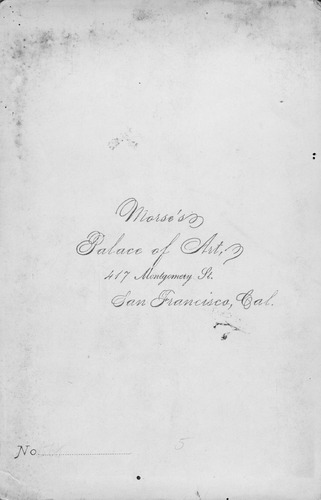 Morse's
Palace of Art,
417 Montgomery St.
San Francisco, Cal.
No
5